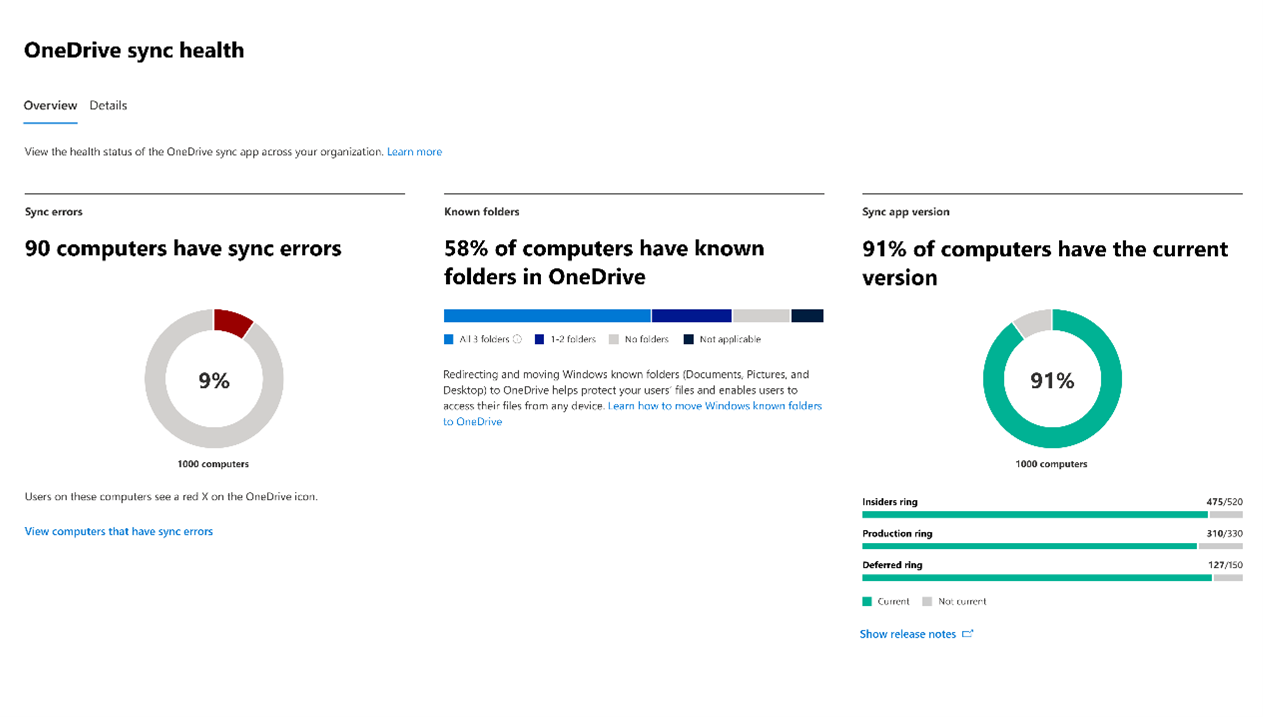 OneDrive sync health
Overview Details
View the health status of the OneDrive sync app across your organization. Learn more
Sync errors
90 computers have sync errors
9%
1000 computers
Users on these computers see a red X on the OneDrive icon.
View computers that have sync errors
Known folders
58% of computers have known
folders in OneDrive
All 3 folders 1-2 folders No folders Not applicable
Redirecting and moving Windows known folders (Documents, Pictures, and
Desktop) to OneDrive helps protect your users' files and enables users to
access their files from any device. Learn how to move Windows known folders
to OneDrive
Sync app version
91% of computers have the current
version
91%
1000 computers
Insiders ring 475/520
Production ring 310/330
Deferred ring 127/150
Current Not current
Show release notes